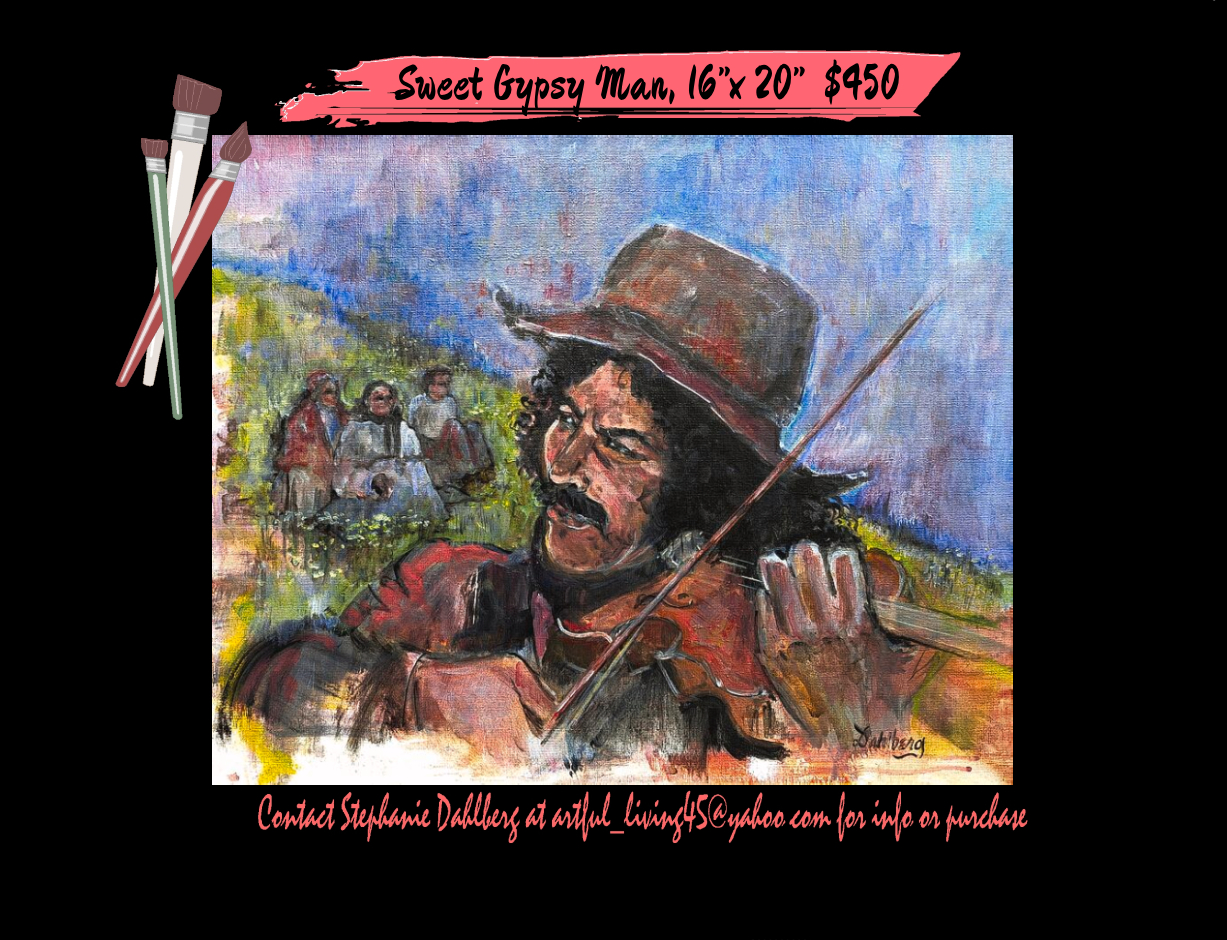 Sweet Gypsy Man, 16"x 20" $450
Dahlberg
Contact Stephanie Dahlberg at artful_living45@yahoo.com for info or purchase